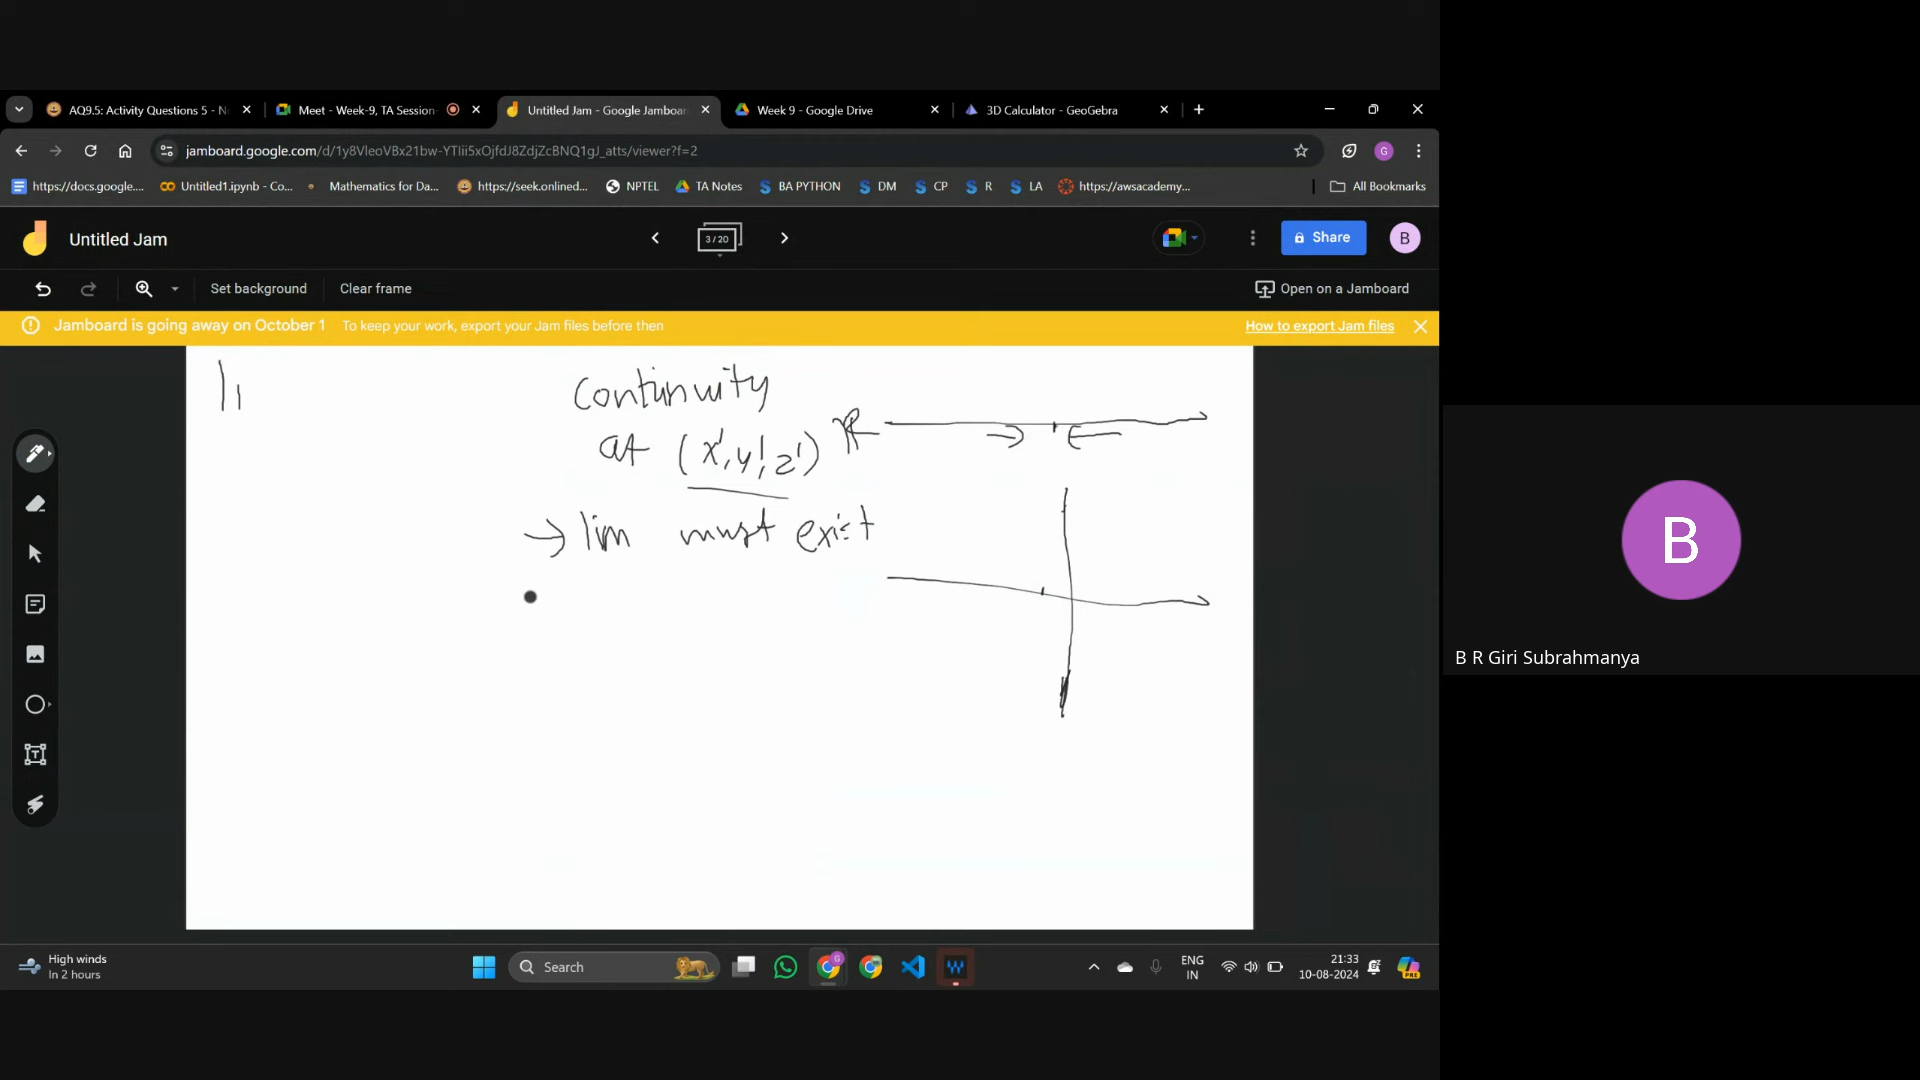 AQ9.5: Activity Questions 5 - N
Meet - Week-9, TA Session
Untitled Jam - Google Jamboar
Week 9 - Google Drive
3D Calculator - GeoGebra
jamboard.google.com/d/1y8VleoVBx21bw-YTIii5xOjfdJ8ZdjZcBNQ1gJ_atts/viewer?f=2
G
https://docs.google....
Untitled1.ipynb - Co...
Mathematics for Da...
https://seek.onlined...
NPTEL
TA Notes
BA PYTHON
DM
CP
R
LA
https://awsacademy...
All Bookmarks
Untitled Jam
3 / 20
Share
B
Set background
Clear frame
Open on a Jamboard
Jamboard is going away on October 1 To keep your work, export your Jam files before then
How to export Jam files
continuity
at (x', y', z')
→ lim must exist
B
B R Giri Subrahmanya
High winds
In 2 hours
Search
ENG
IN
21:33
10-08-2024